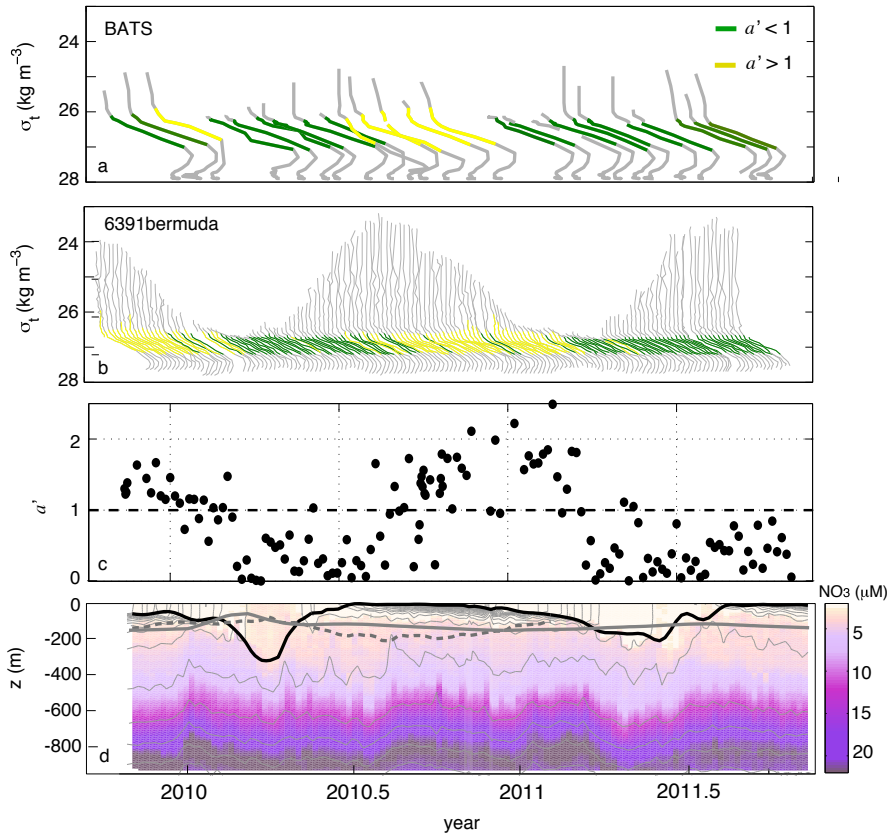 BATS
a' < 1
a' > 1
24
26
28
σt (kg m⁻³)
a
6391bermuda
24
26
28
σt (kg m⁻³)
b
2
1
0
a'
c
NO3 (μM)
0
-200
-400
-600
-800
z (m)
d
5
10
15
20
2010
2010.5
2011
2011.5
year